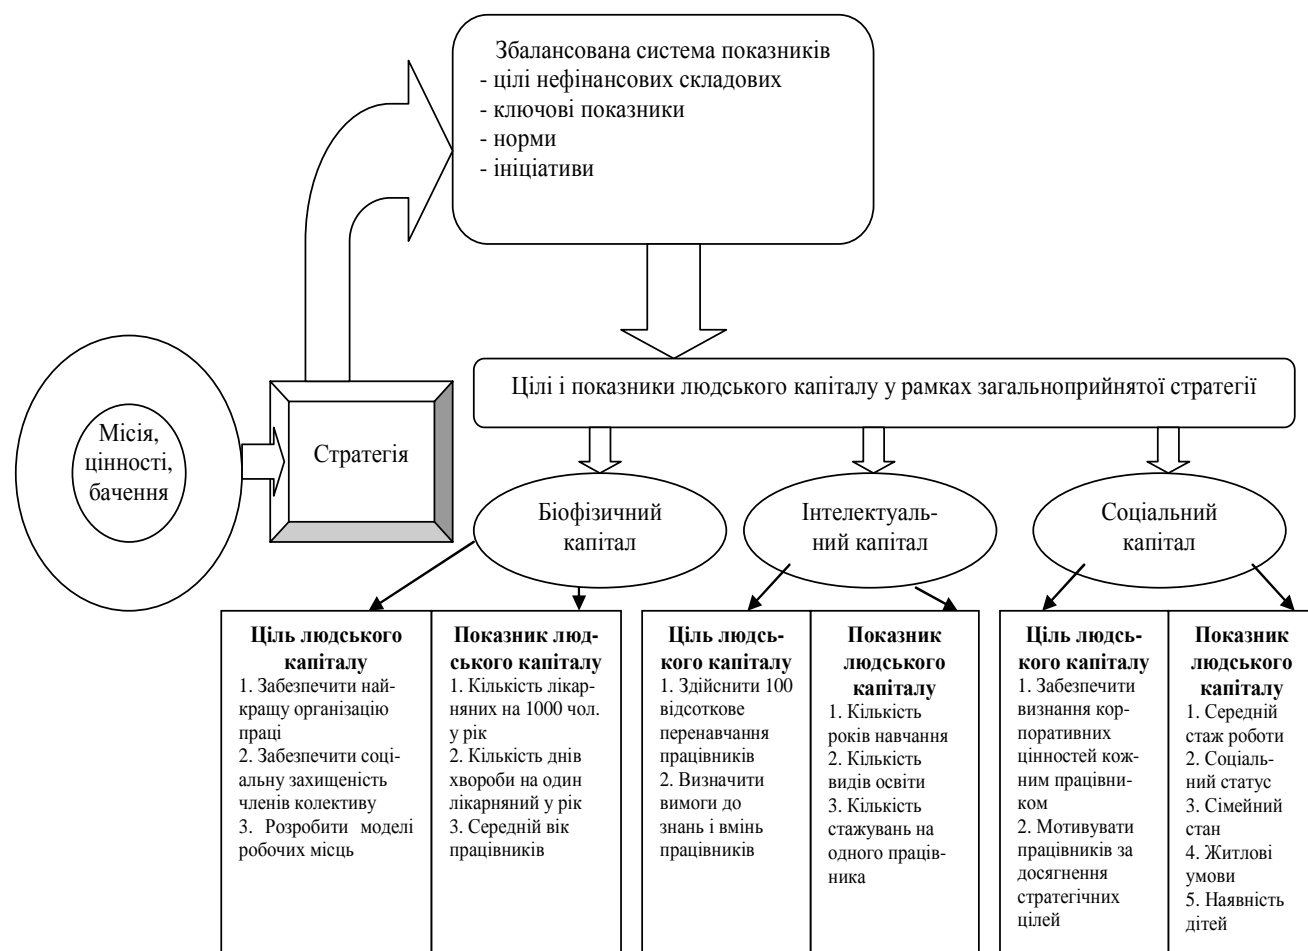 Збалансована система показників
- цілі нефінансових складових
- ключові показники
- норми
- ініціативи
Цілі і показники людського капіталу у рамках загальноприйнятої стратегії
Місія,
цінності,
бачення
Стратегія
Біофізичний
капітал
Інтелектуаль-
ний капітал
Соціальний
капітал
Ціль людського
капіталу
1. Забезпечити най-
кращу організацію
праці
2. Забезпечити соці-
альну захищеність
членів колективу
3. Розробити моделі
робочих місць
Показник люд-
ського капіталу
1. Кількість лікар-
няних на 1000 чол.
у рік
2. Кількість днів
хвороби на один
лікарняний у рік
3. Середній вік
працівників
Ціль людсь-
кого капіталу
1. Здійснити 100
відсоткове
перенавчання
працівників
2. Визначити
вимоги до
знань і вмінь
працівників
Показник
людського
капіталу
1. Кількість
років навчання
2. Кількість
видів освіти
3. Кількість
стажувань на
одного праців-
ника
Ціль людсь-
кого капіталу
1. Забезпечити
визнання кор-
поративних
цінностей кож-
ним працівни-
ком
2. Мотивувати
працівників за
досягнення
стратегічних
цілей
Показник
людського
капіталу
1. Середній
стаж роботи
2. Соціаль-
ний статус
3. Сімейний
стан
4. Житлові
умови
5. Наявність
дітей